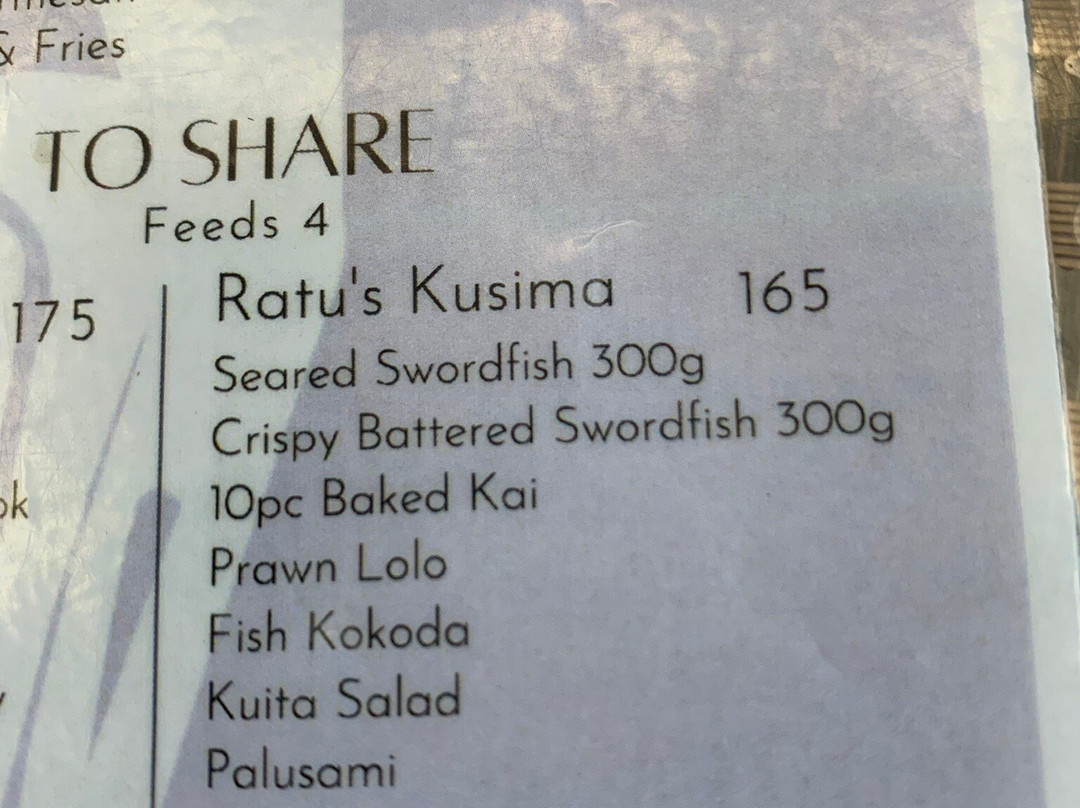 & Fries
TO SHARE
Feeds 4
175
Ratu's Kusima 165
Seared Swordfish 300g
Crispy Battered Swordfish 300g
10pc Baked Kai
Prawn Lolo
Fish Kokoda
Kuita Salad
Palusami